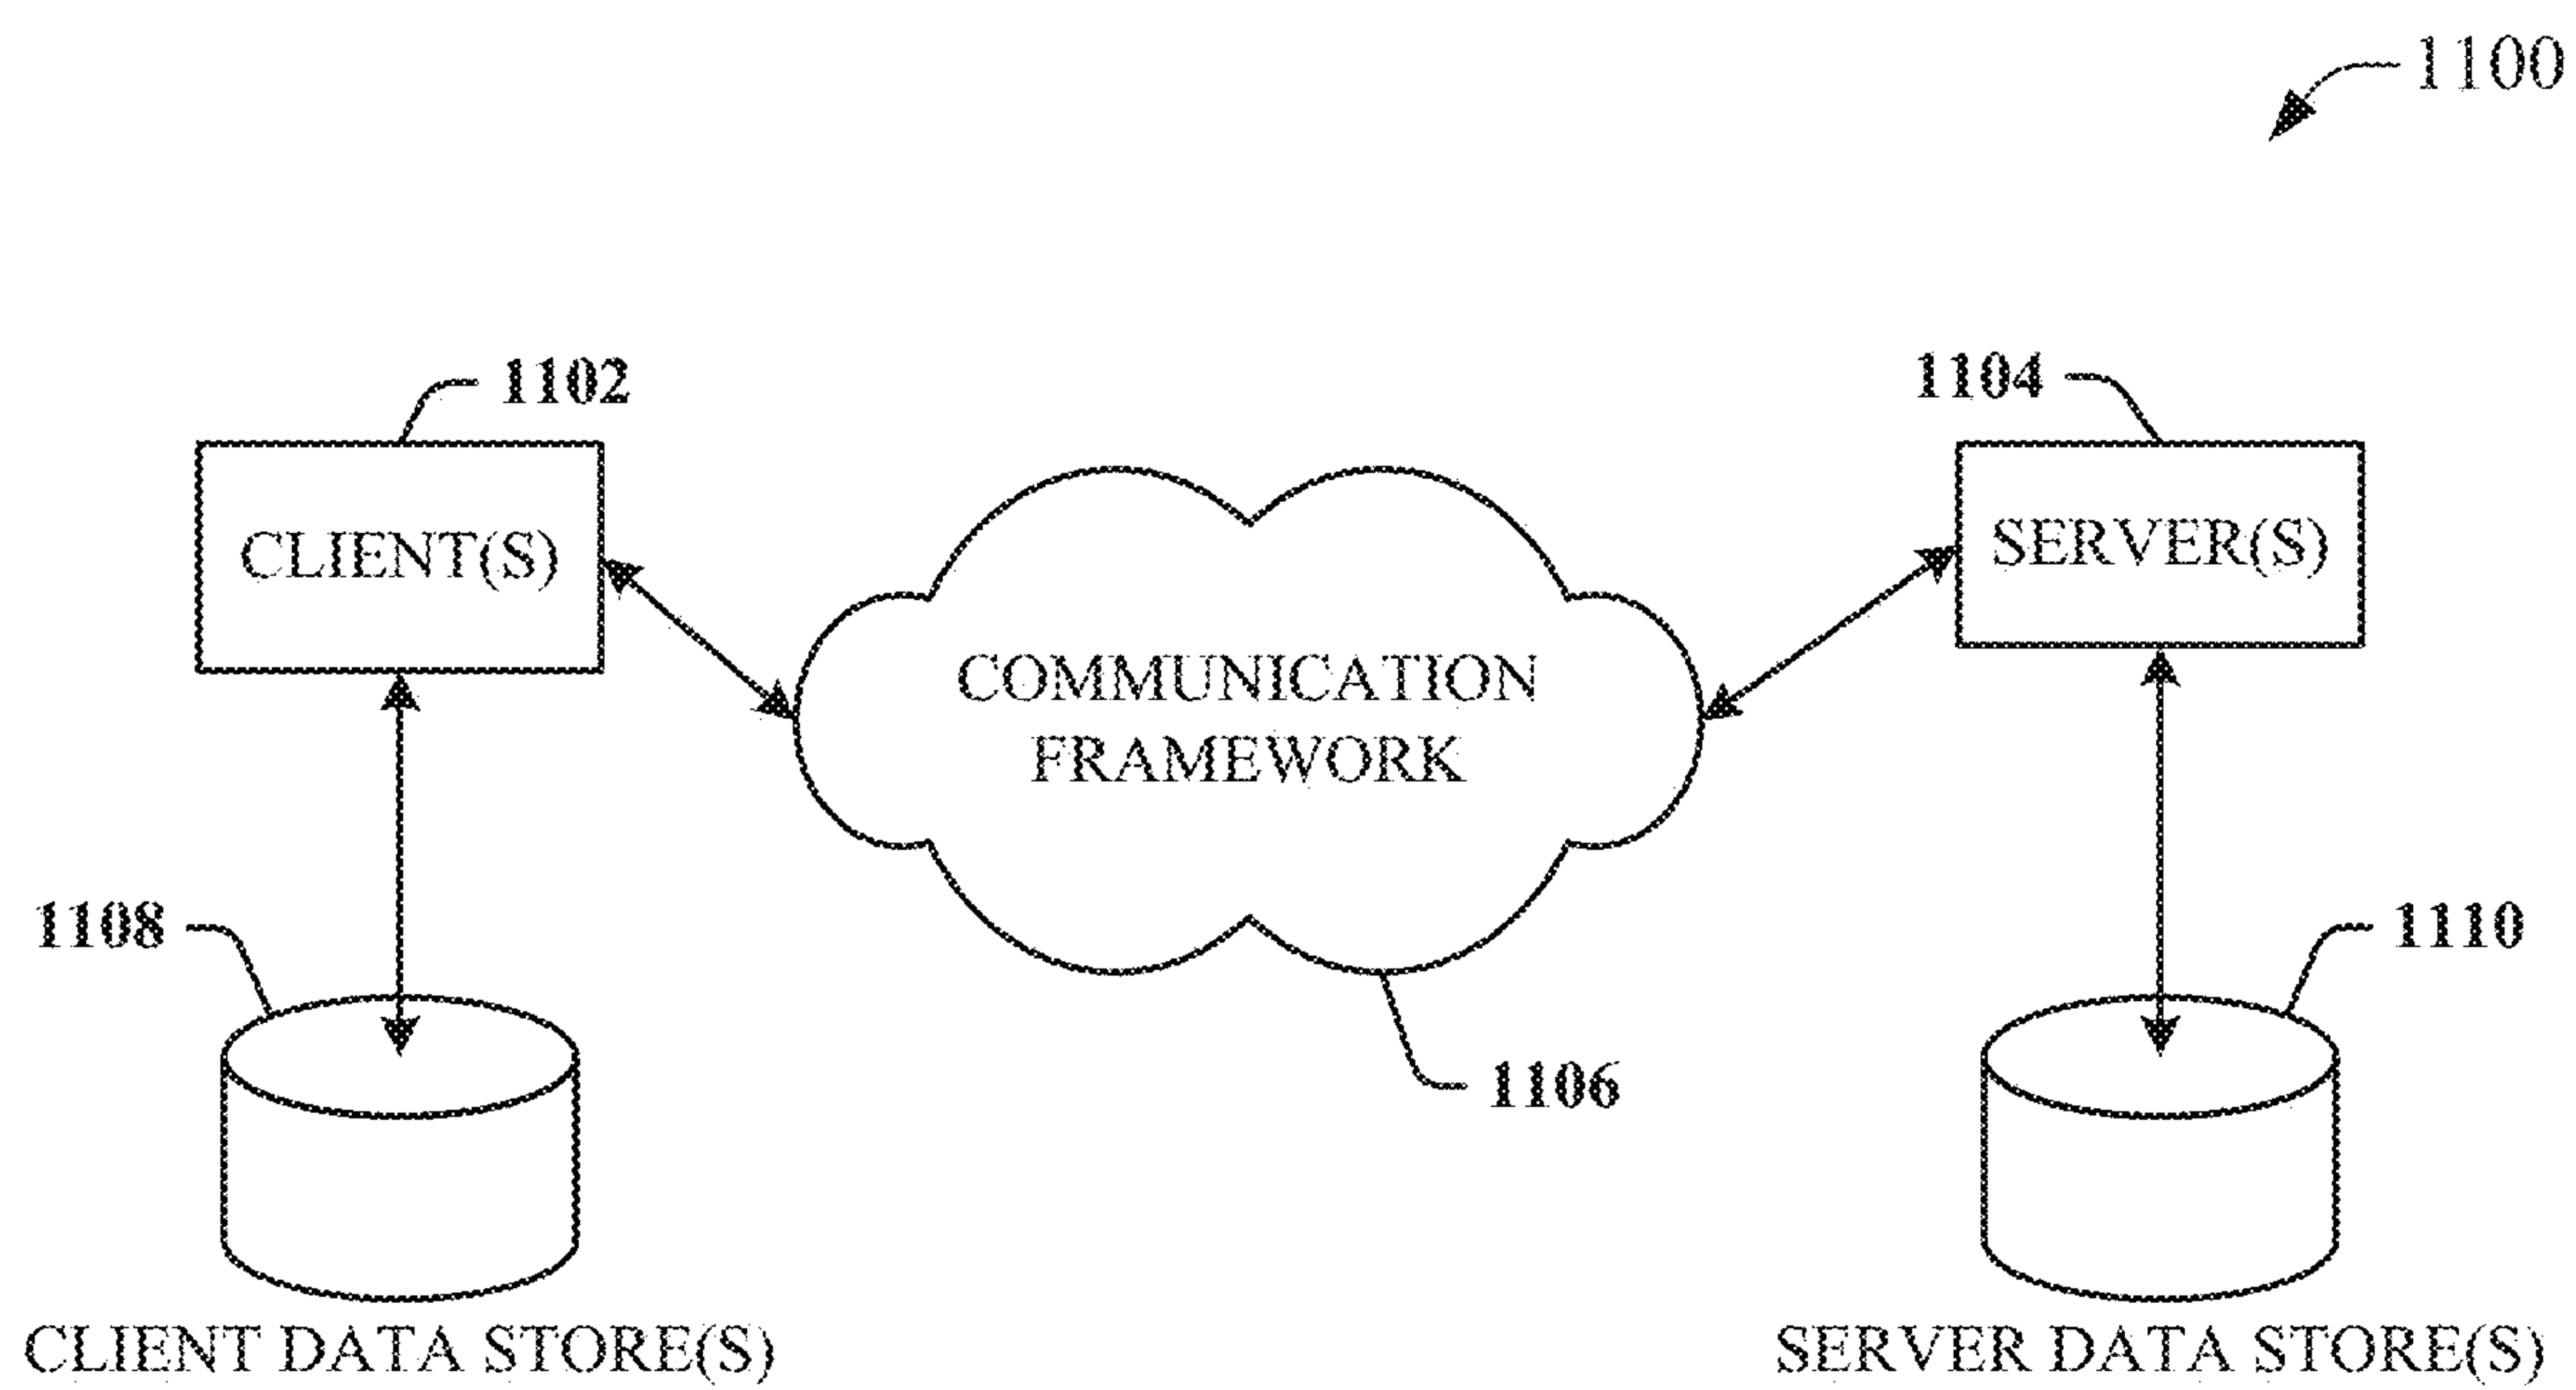 1100
1102
1104
CLIENT(S)
SERVER(S)
COMMUNICATION
FRAMEWORK
1108
1110
1106
CLIENT DATA STORE(S)
SERVER DATA STORE(S)